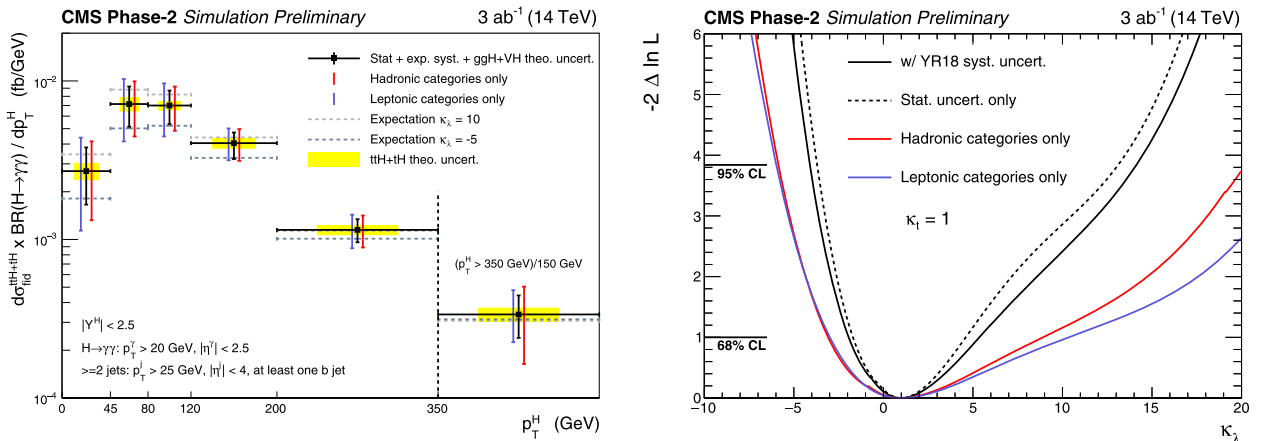 CMS Phase-2 Simulation Preliminary 3 ab⁻¹ (14 TeV)
dσ_fid^ttH+tH x BR(H→γγ) / dp_T^H (fb/GeV)
10⁻²
10⁻³
10⁻⁴
Stat + exp. syst. + ggH+VH theo. uncert.
Hadronic categories only
Leptonic categories only
Expectation κ_λ = 10
Expectation κ_λ = -5
ttH+tH theo. uncert.
(p_T^H > 350 GeV)/150 GeV
|Y^H| < 2.5
H→γγ: p_T^γ > 20 GeV, |η^γ| < 2.5
>=2 jets: p_T^j > 25 GeV, |η^j| < 4, at least one b jet
0 45 80 120 200 350
p_T^H (GeV)
CMS Phase-2 Simulation Preliminary 3 ab⁻¹ (14 TeV)
-2 Δ ln L
6
5
4
3
2
1
0
w/ YR18 syst. uncert.
Stat. uncert. only
Hadronic categories only
Leptonic categories only
95% CL
κ_t = 1
68% CL
−10 −5 0 5 10 15 20
κ_λ